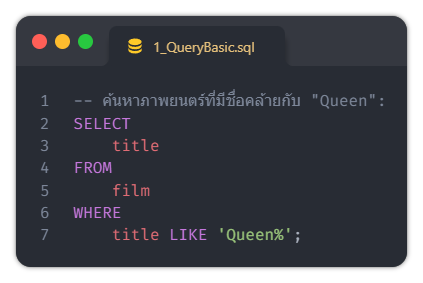 1_QueryBasic.sql
1 -- ค้นหาภาพยนตร์ที่มีชื่อคล้ายกับ "Queen":
2 SELECT
3 title
4 FROM
5 film
6 WHERE
7 title LIKE 'Queen%';